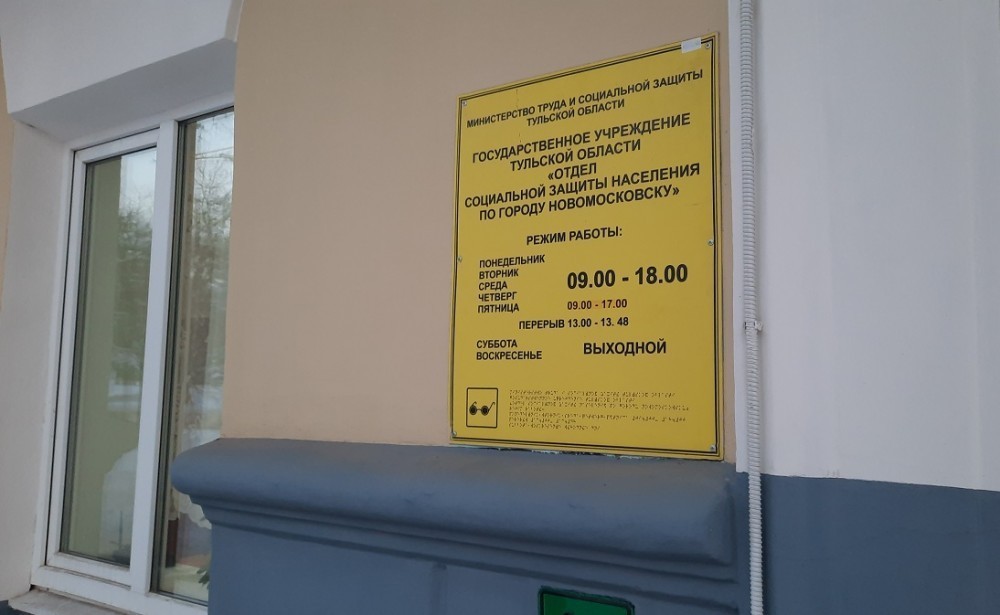 МИНИСТЕРСТВО ТРУДА И СОЦИАЛЬНОЙ ЗАЩИТЫ
ТУЛЬСКОЙ ОБЛАСТИ
ГОСУДАРСТВЕННОЕ УЧРЕЖДЕНИЕ
ТУЛЬСКОЙ ОБЛАСТИ
«ОТДЕЛ
СОЦИАЛЬНОЙ ЗАЩИТЫ НАСЕЛЕНИЯ
ПО ГОРОДУ НОВОМОСКОВСКУ»
РЕЖИМ РАБОТЫ:
ПОНЕДЕЛЬНИК
ВТОРНИК
СРЕДА 09.00 - 18.00
ЧЕТВЕРГ
ПЯТНИЦА 09.00 - 17.00
ПЕРЕРЫВ 13.00 - 13. 48
СУББОТА
ВОСКРЕСЕНЬЕ ВЫХОДНОЙ